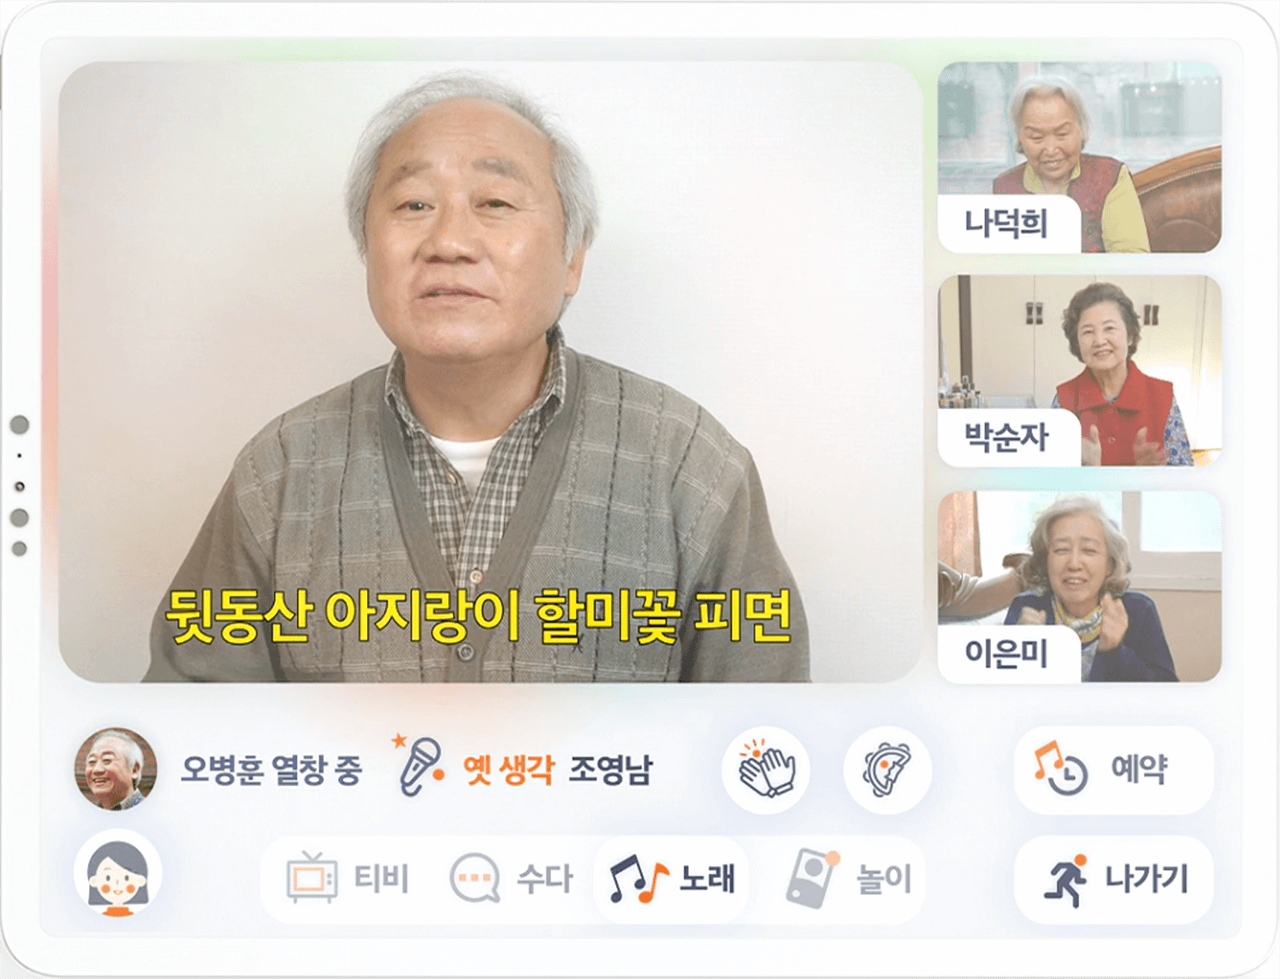 나덕희
박순자
이은미
뒷동산 아지랑이 할미꽃 피면
오병훈 열창 중 옛 생각 조영남
예약
티비 수다 노래 놀이 나가기